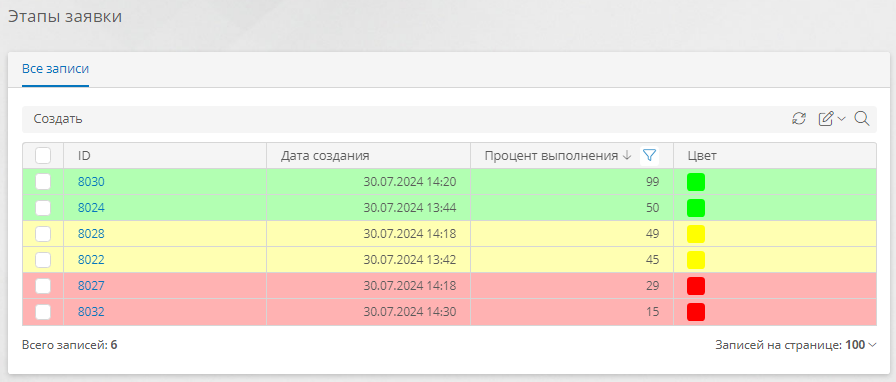 Этапы заявки
Все записи
Создать
ID Дата создания Процент выполнения Цвет
8030 30.07.2024 14:20 99
8024 30.07.2024 13:44 50
8028 30.07.2024 14:18 49
8022 30.07.2024 13:42 45
8027 30.07.2024 14:18 29
8032 30.07.2024 14:30 15
Всего записей: 6 Записей на странице: 100